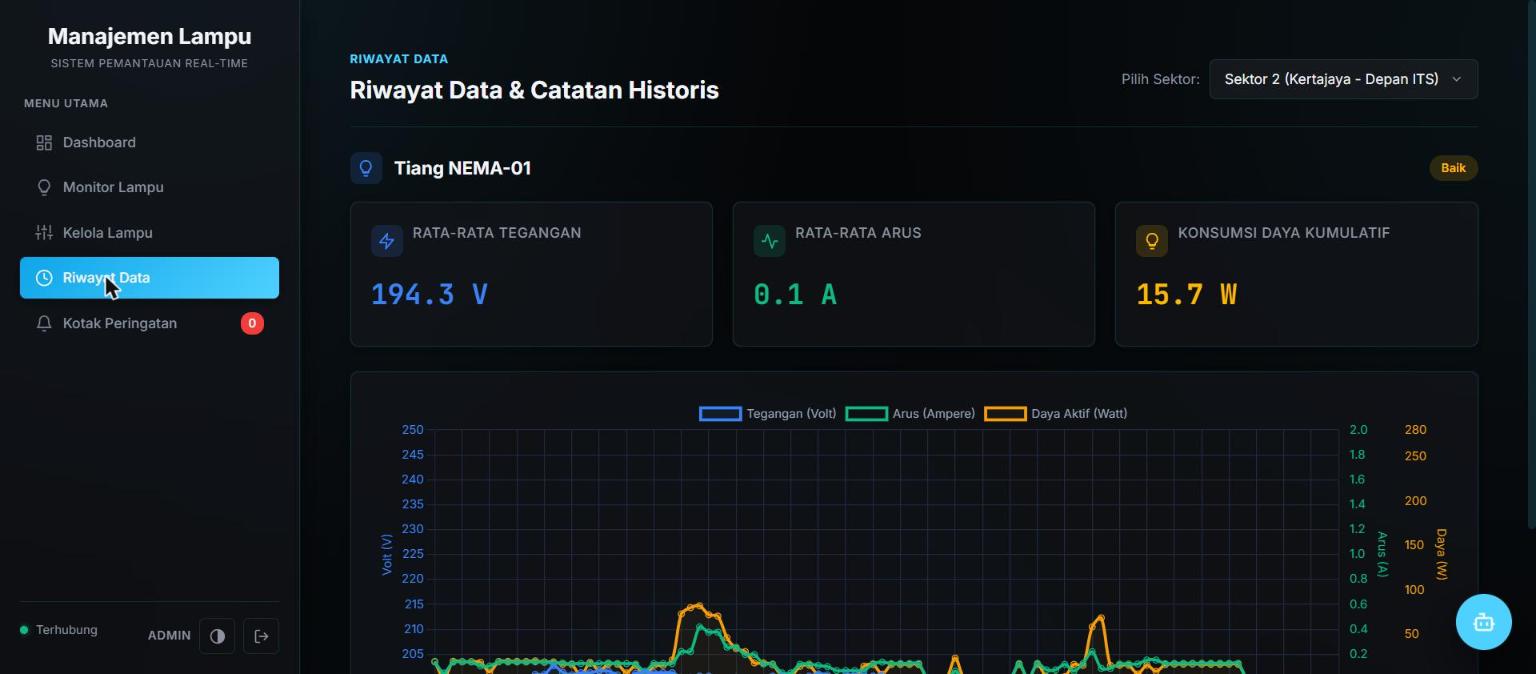 Manajemen Lampu
SISTEM PEMANTAUAN REAL-TIME
MENU UTAMA
Dashboard
Monitor Lampu
Kelola Lampu
Riwayat Data
Kotak Peringatan 0
Terhubung
ADMIN
RIWAYAT DATA
Riwayat Data & Catatan Historis
Pilih Sektor: Sektor 2 (Kertajaya - Depan ITS)
Tiang NEMA-01
Baik
RATA-RATA TEGANGAN
194.3 V
RATA-RATA ARUS
0.1 A
KONSUMSI DAYA KUMULATIF
15.7 W
Tegangan (Volt) Arus (Ampere) Daya Aktif (Watt)
Volt (V)
250
245
240
235
230
225
220
215
210
205
2.0
1.8
1.6
1.4
1.2
1.0
0.8
0.6
0.4
0.2
Arus (A)
280
250
200
150
100
50
Daya (W)